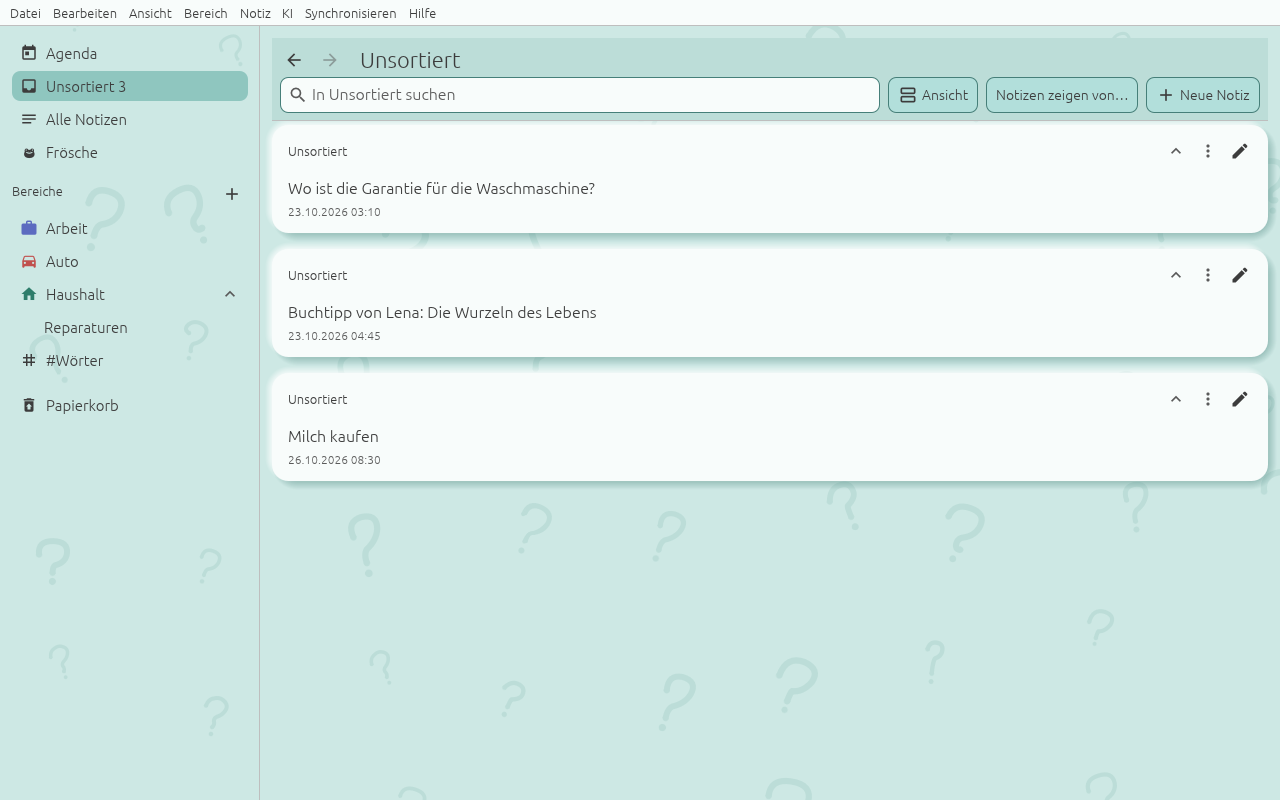 Datei Bearbeiten Ansicht Bereich Notiz KI Synchronisieren Hilfe
Agenda
Unsortiert 3
Alle Notizen
Frösche
Bereiche
Arbeit
Auto
Haushalt
Reparaturen
#Wörter
Papierkorb
Unsortiert
In Unsortiert suchen
Ansicht
Notizen zeigen von...
Neue Notiz
Unsortiert
Wo ist die Garantie für die Waschmaschine?
23.10.2026 03:10
Unsortiert
Buchtipp von Lena: Die Wurzeln des Lebens
23.10.2026 04:45
Unsortiert
Milch kaufen
26.10.2026 08:30